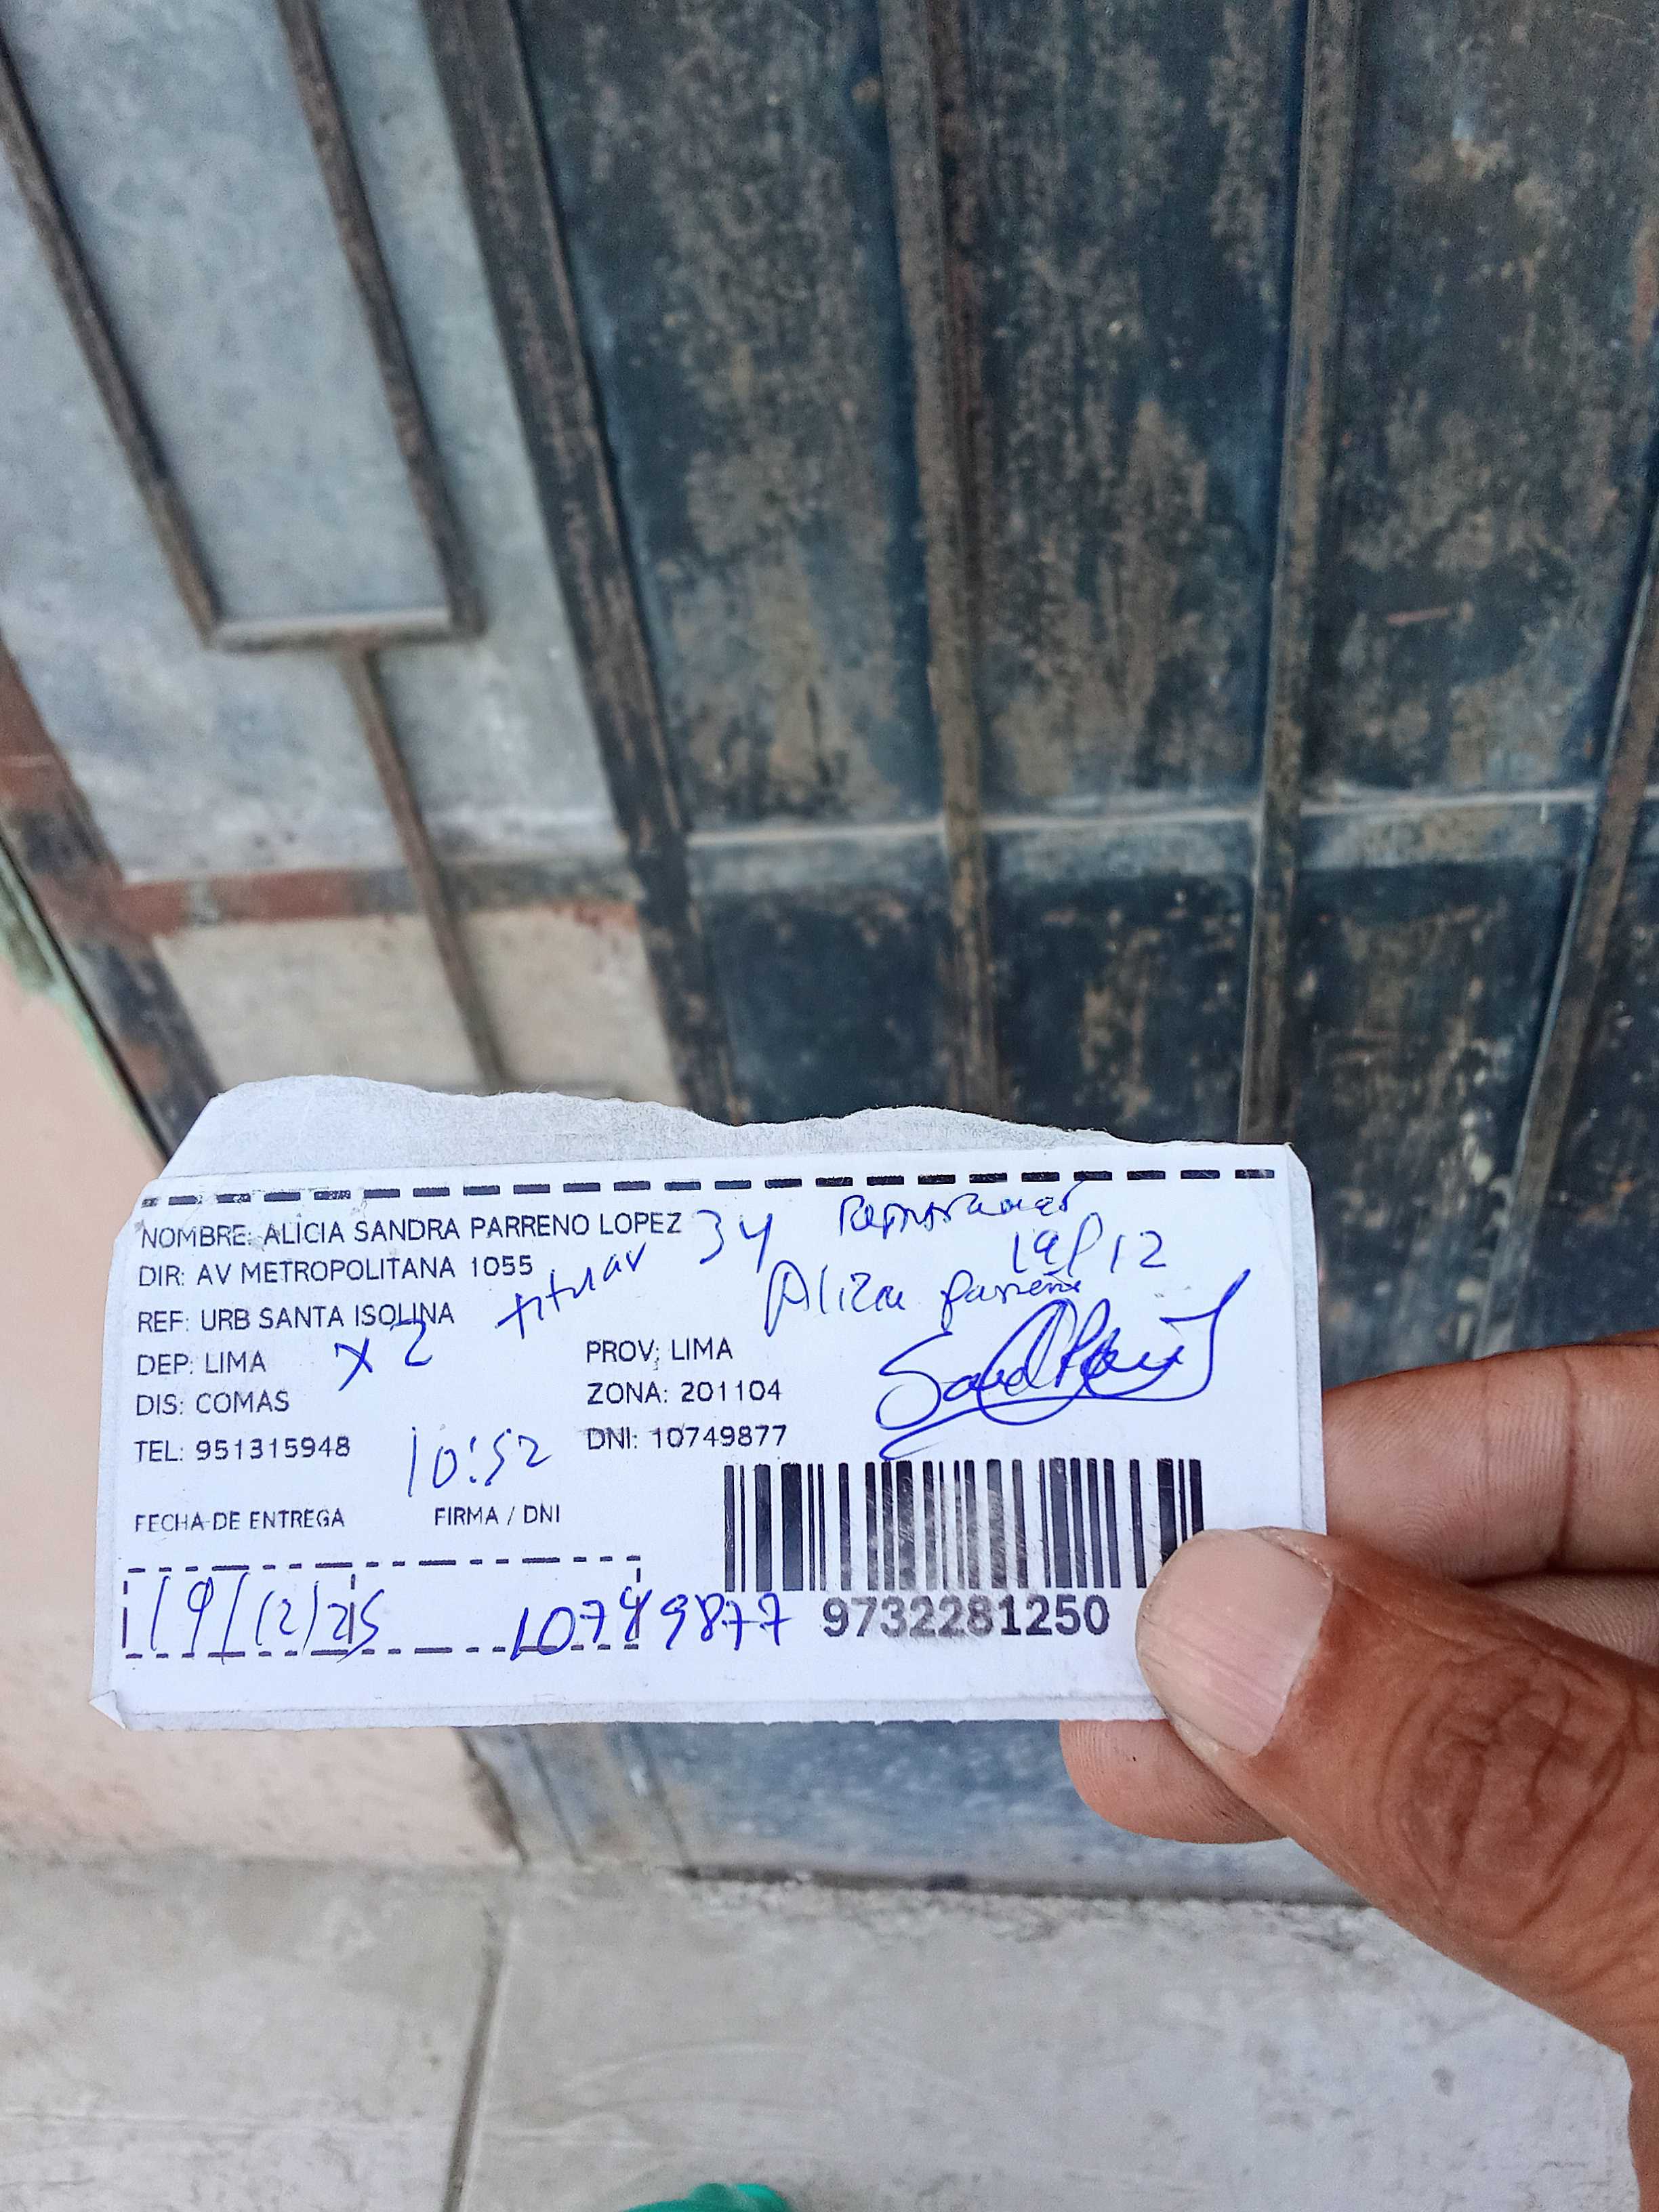 NOMBRE: ALICIA SANDRA PARRENO LOPEZ 34
19/12
DIR: AV METROPOLITANA 1055 titular
Alicia Parreño
REF: URB SANTA ISOLINA
DEP: LIMA x2 PROV: LIMA
DIS: COMAS ZONA: 201104
TEL: 951315948 10:52 DNI: 10749877
FECHA DE ENTREGA FIRMA / DNI
19/12/25 10749877 9732281250